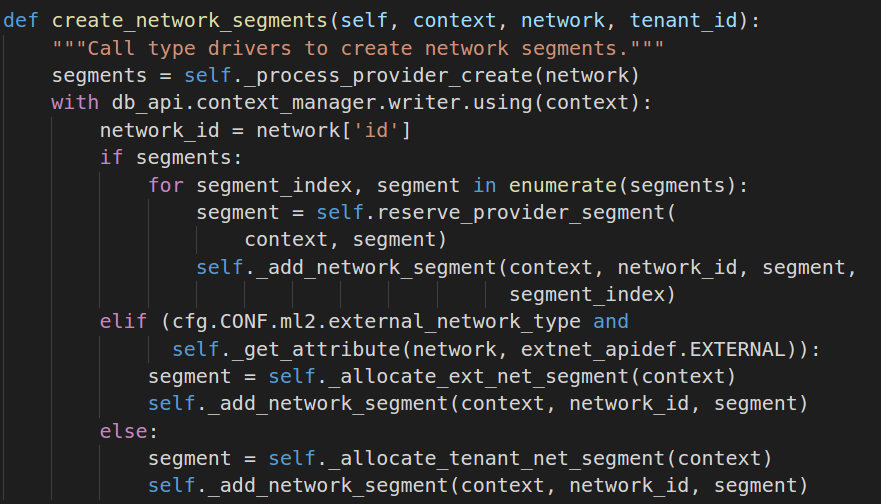 def create_network_segments(self, context, network, tenant_id):
    """Call type drivers to create network segments."""
    segments = self._process_provider_create(network)
    with db_api.context_manager.writer.using(context):
        network_id = network['id']
        if segments:
            for segment_index, segment in enumerate(segments):
                segment = self.reserve_provider_segment(
                    context, segment)
                self._add_network_segment(context, network_id, segment,
                                          segment_index)
        elif (cfg.CONF.ml2.external_network_type and
              self._get_attribute(network, extnet_apidef.EXTERNAL)):
            segment = self._allocate_ext_net_segment(context)
            self._add_network_segment(context, network_id, segment)
        else:
            segment = self._allocate_tenant_net_segment(context)
            self._add_network_segment(context, network_id, segment)